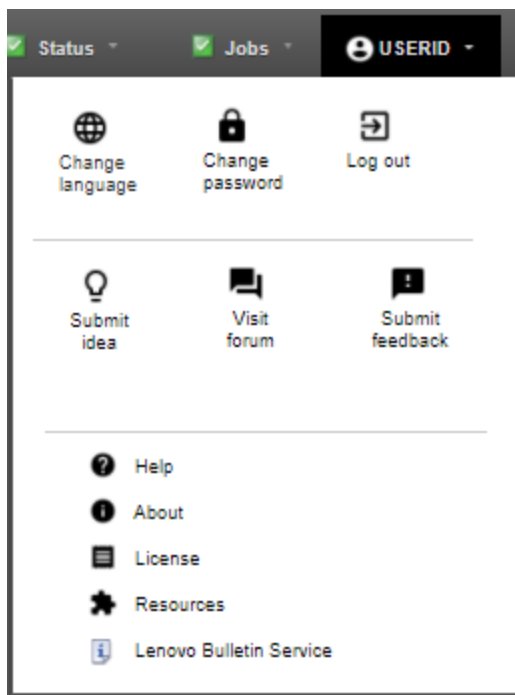 Status Jobs USERID
Change Change Log out
language password
Submit Visit Submit
idea forum feedback
Help
About
License
Resources
Lenovo Bulletin Service